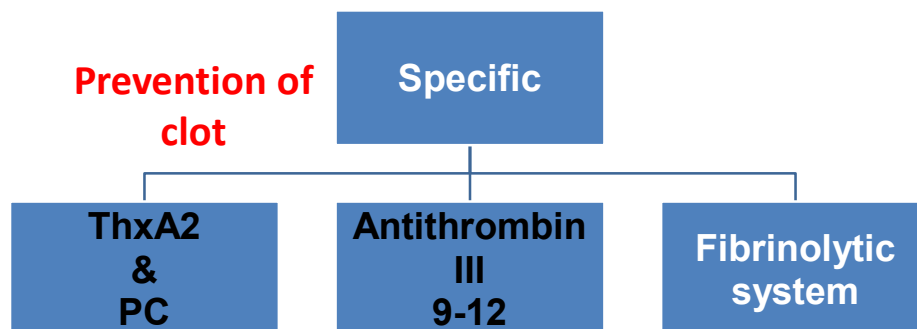 Prevention of
clot
Specific
ThxA2
&
PC
Antithrombin
III
9-12
Fibrinolytic
system